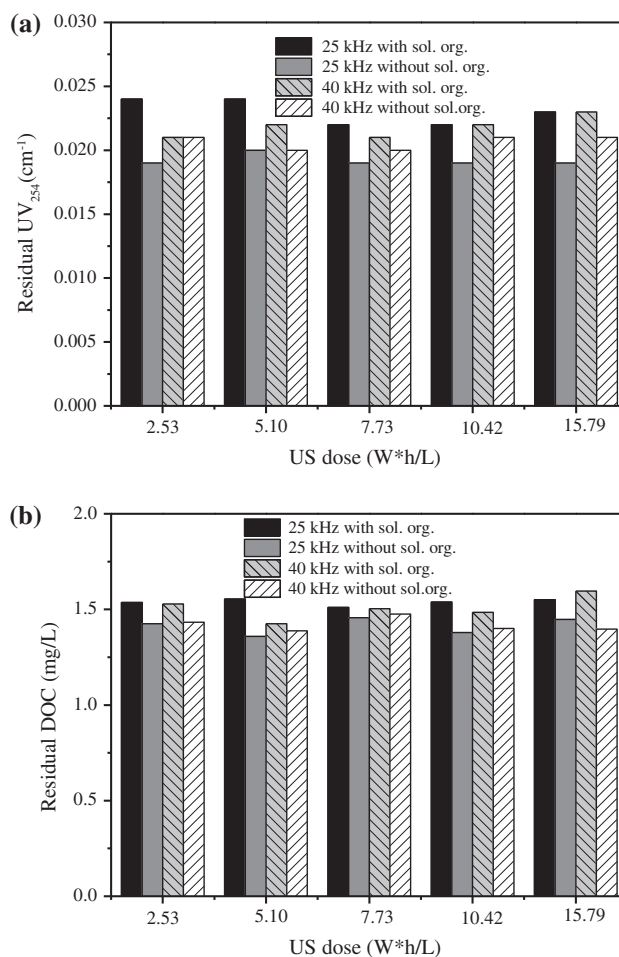 (a)
0.030
0.025
0.020
0.015
0.010
0.005
0.000
Residual UV254 (cm-1)
25 kHz with sol. org.
25 kHz without sol. org.
40 kHz with sol. org.
40 kHz without sol.org.
2.53 5.10 7.73 10.42 15.79
US dose (W*h/L)
(b)
2.0
1.5
1.0
0.5
0.0
Residual DOC (mg/L)
25 kHz with sol. org.
25 kHz without sol. org.
40 kHz with sol. org.
40 kHz without sol.org.
2.53 5.10 7.73 10.42 15.79
US dose (W*h/L)